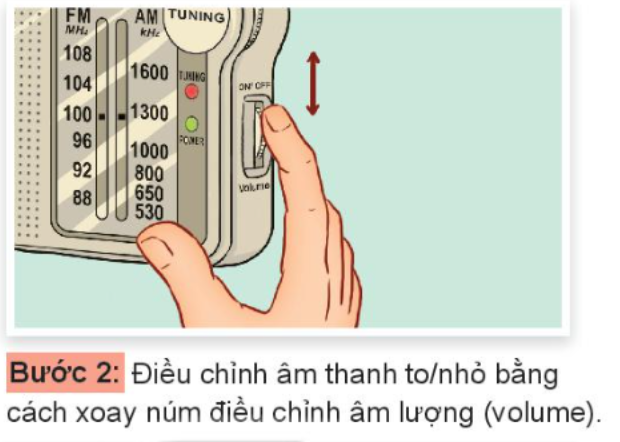 FM AM TUNING
MHz kHz
108
104 1600 TUNING
ON' OFF
100 1300
96 POWER
1000
92 800
Volume
88 650
530
Bước 2: Điều chỉnh âm thanh to/nhỏ bằng
cách xoay núm điều chỉnh âm lượng (volume).